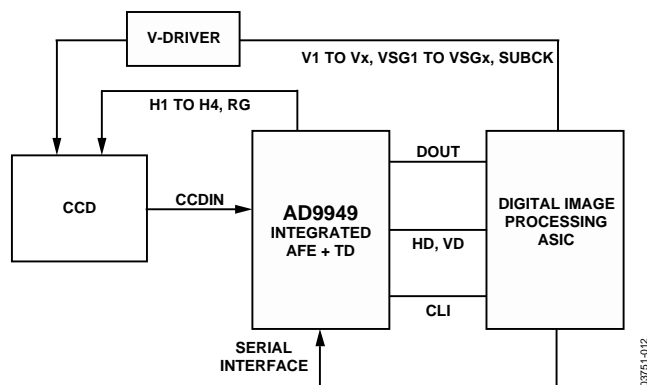 V-DRIVER
V1 TO Vx, VSG1 TO VSGx, SUBCK
H1 TO H4, RG
CCD
CCDIN
AD9949
INTEGRATED
AFE + TD
DOUT
HD, VD
CLI
DIGITAL IMAGE
PROCESSING
ASIC
SERIAL
INTERFACE
03751-012